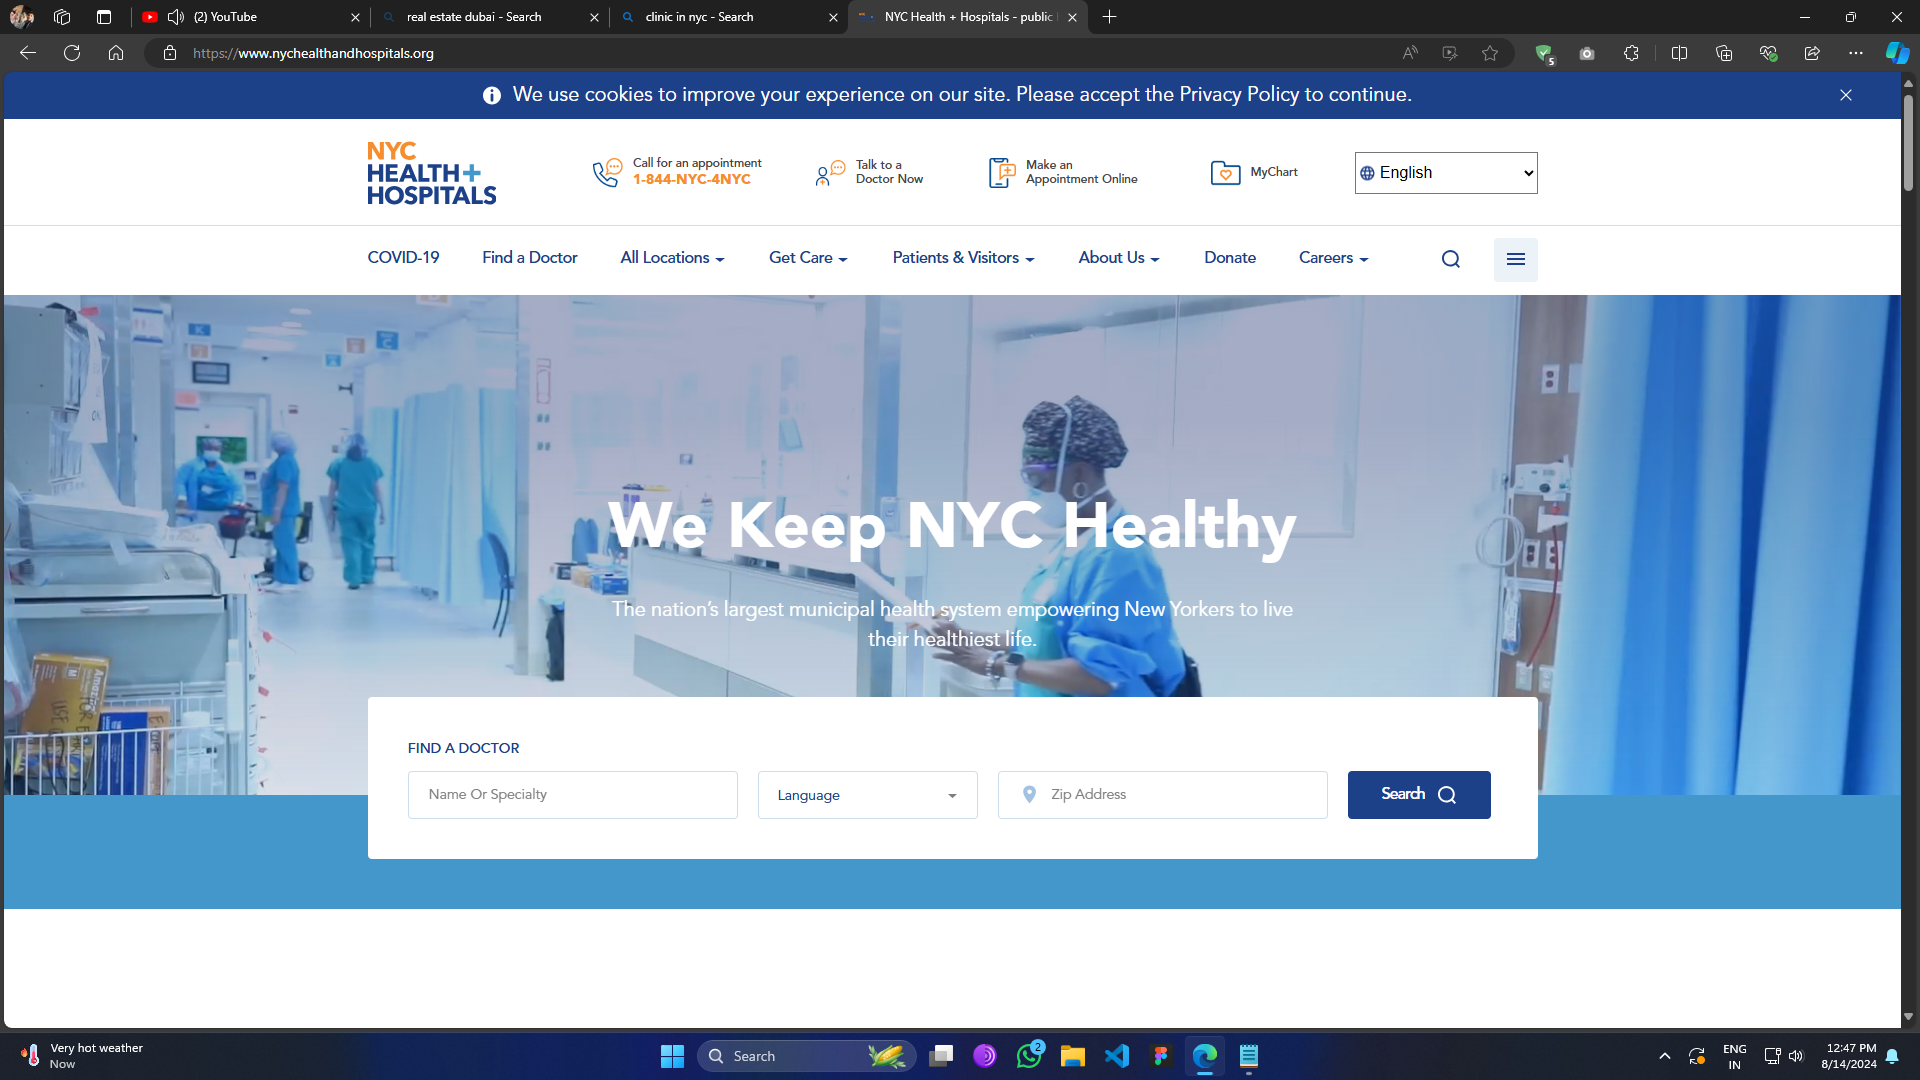 (2) YouTube
real estate dubai - Search
clinic in nyc - Search
NYC Health + Hospitals - public
https://www.nychealthandhospitals.org
5
We use cookies to improve your experience on our site. Please accept the Privacy Policy to continue.
NYC
HEALTH+
HOSPITALS
Call for an appointment
1-844-NYC-4NYC
Talk to a
Doctor Now
Make an
Appointment Online
MyChart
English
COVID-19
Find a Doctor
All Locations
Get Care
Patients & Visitors
About Us
Donate
Careers
K
C
We Keep NYC Healthy
The nation's largest municipal health system empowering New Yorkers to live
their healthiest life.
FIND A DOCTOR
Name Or Specialty
Language
Zip Address
Search
Very hot weather
Now
Search
2
ENG
IN
12:47 PM
8/14/2024